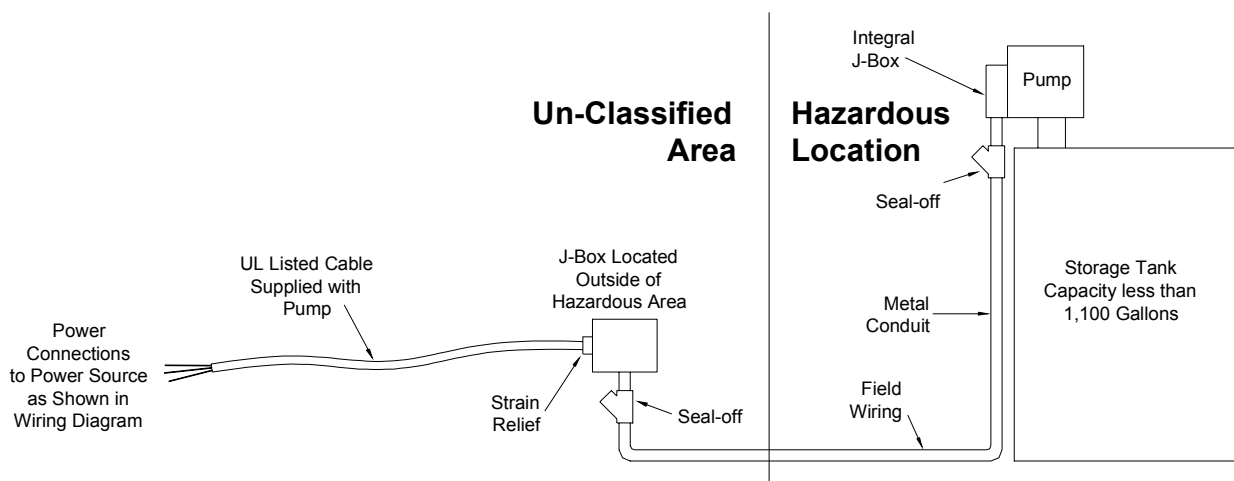 Un-Classified
Area
Hazardous
Location
Integral
J-Box
Pump
Seal-off
UL Listed Cable
Supplied with
Pump
J-Box Located
Outside of
Hazardous Area
Storage Tank
Capacity less than
1,100 Gallons
Metal
Conduit
Power
Connections
to Power Source
as Shown in
Wiring Diagram
Strain
Relief
Seal-off
Field
Wiring